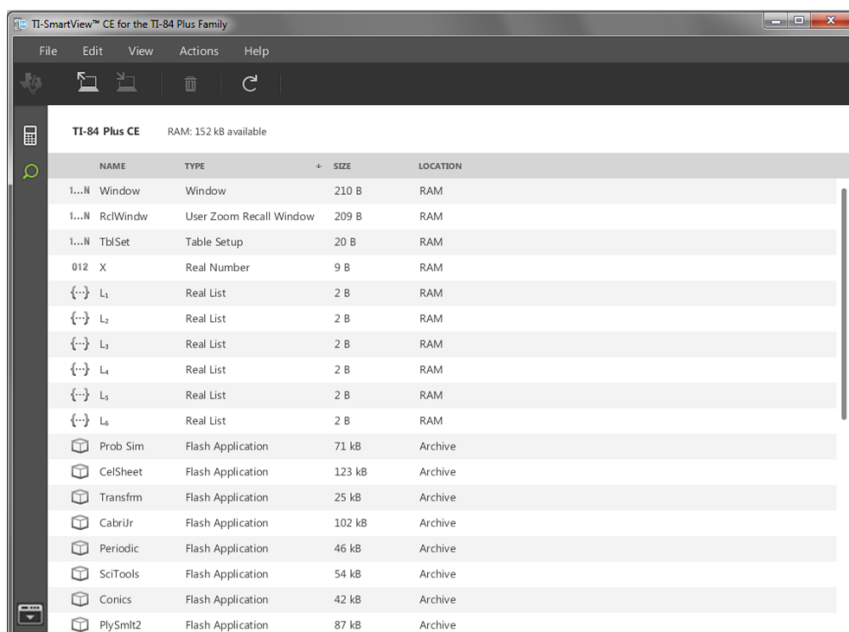 TI-SmartView™ CE for the TI-84 Plus Family
File Edit View Actions Help
TI-84 Plus CE RAM: 152 kB available
NAME TYPE SIZE LOCATION
1...N Window Window 210 B RAM
1...N RclWindw User Zoom Recall Window 209 B RAM
1...N TblSet Table Setup 20 B RAM
012 X Real Number 9 B RAM
{...} L₁ Real List 2 B RAM
{...} L₂ Real List 2 B RAM
{...} L₃ Real List 2 B RAM
{...} L₄ Real List 2 B RAM
{...} L₅ Real List 2 B RAM
{...} L₆ Real List 2 B RAM
Prob Sim Flash Application 71 kB Archive
CelSheet Flash Application 123 kB Archive
Transfrm Flash Application 25 kB Archive
CabriJr Flash Application 102 kB Archive
Periodic Flash Application 46 kB Archive
SciTools Flash Application 54 kB Archive
Conics Flash Application 42 kB Archive
PlySmlt2 Flash Application 87 kB Archive